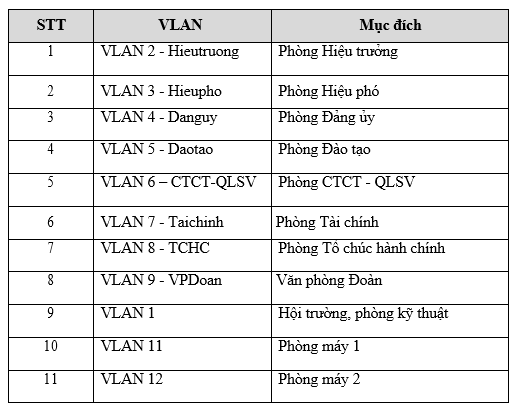 STT VLAN Mục đích
1 VLAN 2 - Hieutruong Phòng Hiệu trưởng
2 VLAN 3 - Hieupho Phòng Hiệu phó
3 VLAN 4 - Danguy Phòng Đảng ủy
4 VLAN 5 - Daotao Phòng Đào tạo
5 VLAN 6 – CTCT-QLSV Phòng CTCT - QLSV
6 VLAN 7 - Taichinh Phòng Tài chính
7 VLAN 8 - TCHC Phòng Tổ chúc hành chính
8 VLAN 9 - VPDoan Văn phòng Đoàn
9 VLAN 1 Hội trường, phòng kỹ thuật
10 VLAN 11 Phòng máy 1
11 VLAN 12 Phòng máy 2